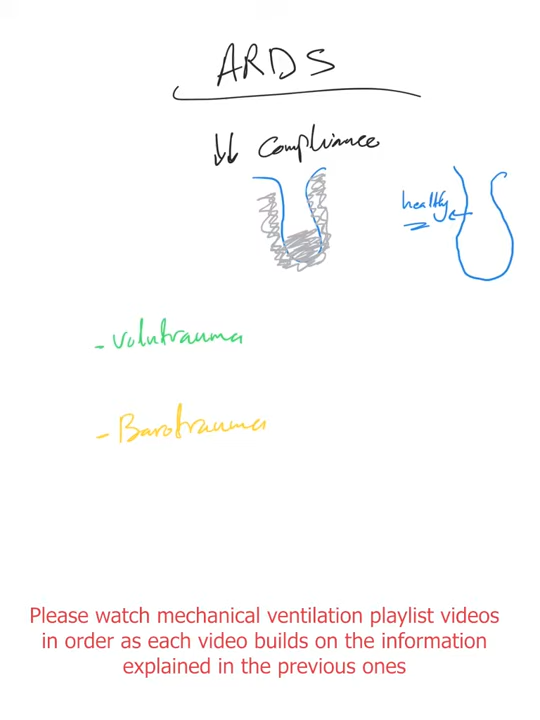 ARDS
↓↓ Compliance
healthy
- Volutrauma
- Barotrauma
Please watch mechanical ventilation playlist videos
in order as each video builds on the information
explained in the previous ones